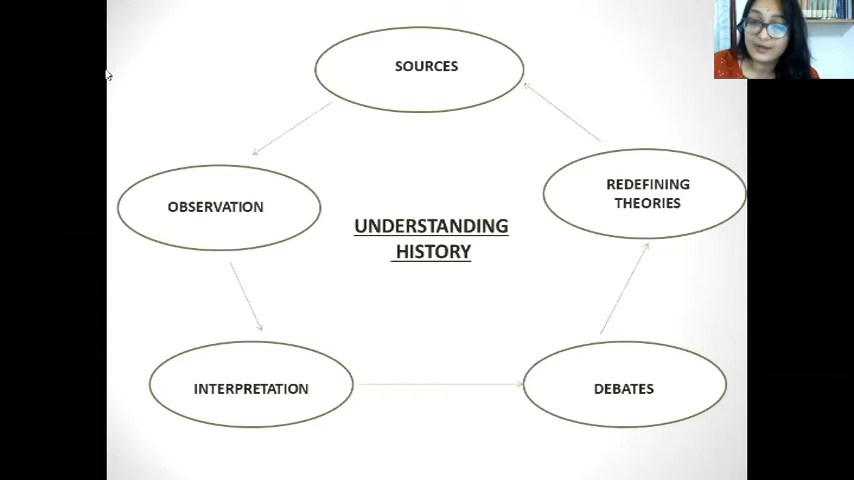 SOURCES
OBSERVATION
REDEFINING
THEORIES
UNDERSTANDING
HISTORY
INTERPRETATION
DEBATES